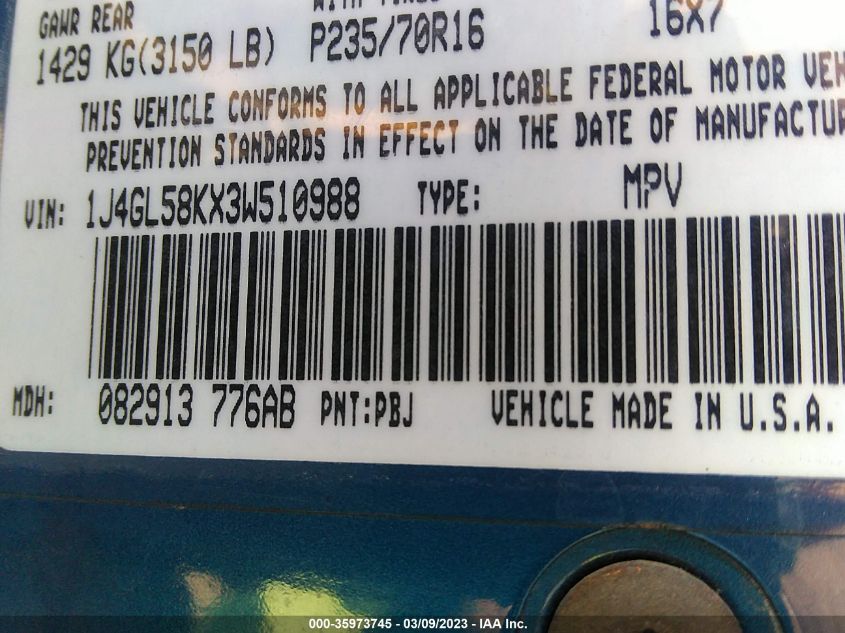 GAWR REAR WITH TIRES
1429 KG(3150 LB) P235/70R16 16X7
THIS VEHICLE CONFORMS TO ALL APPLICABLE FEDERAL MOTOR VEH
PREVENTION STANDARDS IN EFFECT ON THE DATE OF MANUFACTUR
VIN: 1J4GL58KX3W510988 TYPE: MPV
MDH: 082913 776AB PNT:PBJ VEHICLE MADE IN U.S.A.
000-35973745 - 03/09/2023 - IAA Inc.